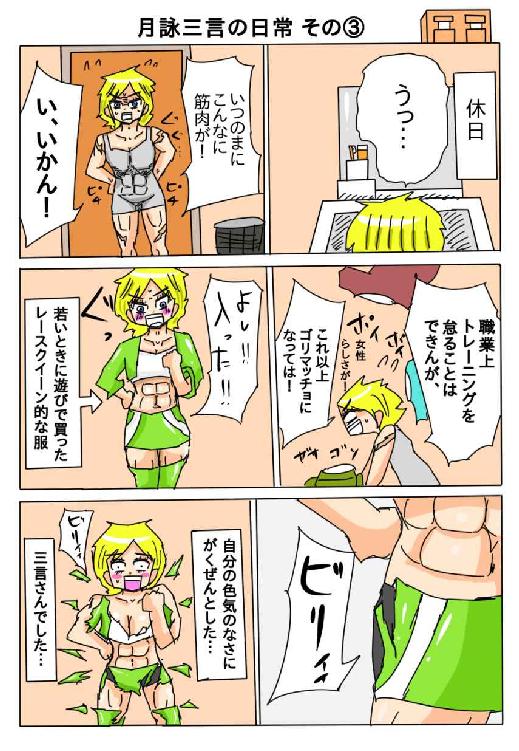 月詠三言の日常 その③
休日
うっ…
いつのまに
こんなに
筋肉が！
い、いかん！
ピキ
ピキ
職業上
トレーニングを
怠ることは
できんが、
ポイ
ポイ
女性
らしさが…
これ以上
ゴリマッチョに
なっては！
ガサ ゴソ
よし!!
入った!!
ぐっ
若いときに遊びで買った
レースクイーン的な服
ビリィィ
自分の色気のなさに
がくぜんとした…
ビリィィ
三言さんでした…